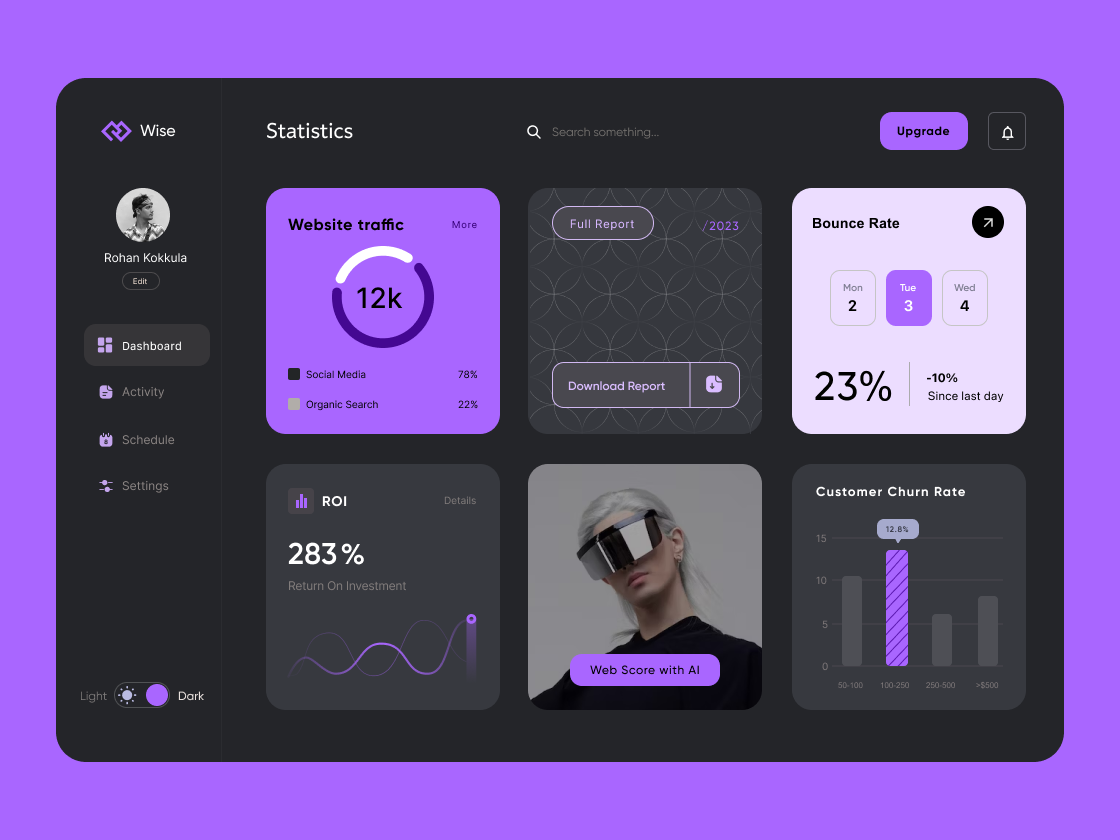 Wise
Statistics
Search something...
Upgrade
Rohan Kokkula
Edit
Dashboard
Activity
Schedule
Settings
Light
Dark
Website traffic
More
12k
Social Media 78%
Organic Search 22%
Full Report
/2023
Download Report
Bounce Rate
Mon Tue Wed
2 3 4
23%
-10%
Since last day
ROI
Details
283%
Return On Investment
Web Score with AI
Customer Churn Rate
12.8%
15
10
5
0
50-100 100-250 250-500 >$500